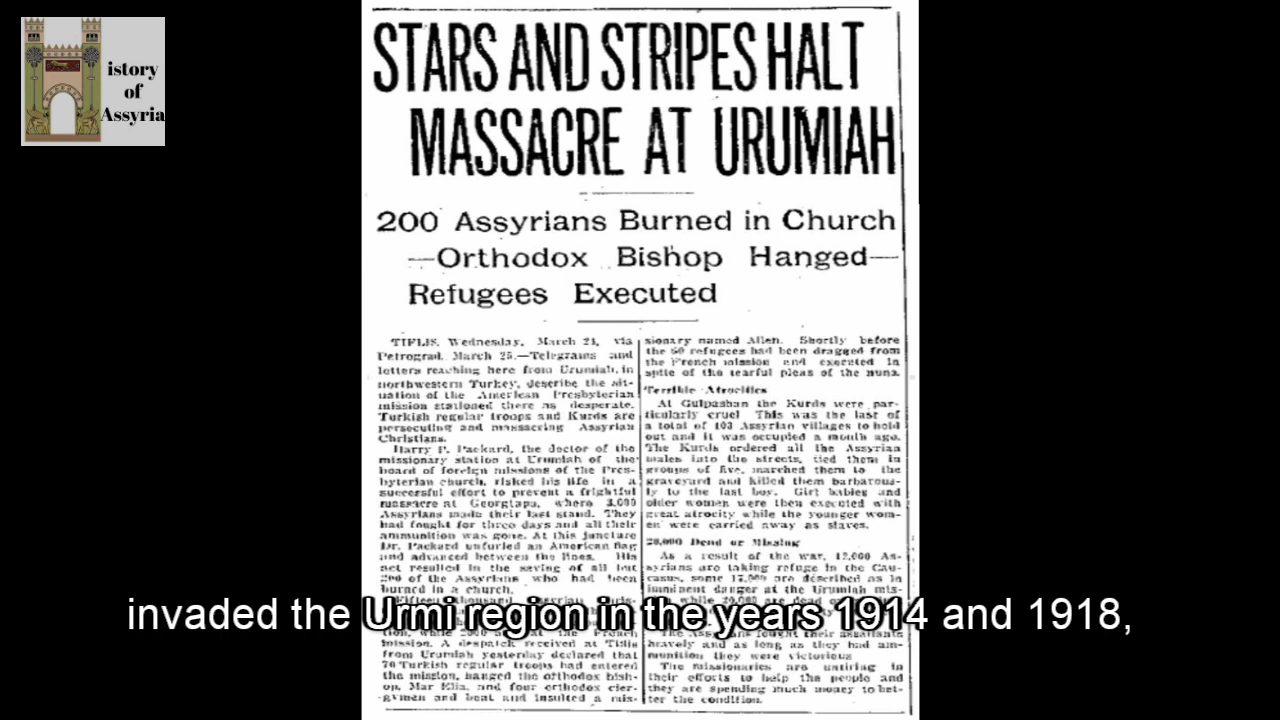 istory
of
Assyria
STARS AND STRIPES HALT
MASSACRE AT URUMIAH
200 Assyrians Burned in Church
—Orthodox Bishop Hanged—
Refugees Executed
TIFLIS, Wednesday, March 24, via
Petrograd, March 25.—Telegrams and
letters reaching here from Urumiah, in
northwestern Turkey, describe the sit-
uation of the American Presbyterian
mission stationed there as desperate.
Turkish regular troops and Kurds are
persecuting and massacring Assyrian
Christians.
Harry P. Packard, the doctor of the
missionary station at Urumiah of the
board of foreign missions of the Pres-
byterian church, risked his life in a
successful effort to prevent a frightful
massacre at Geogtapa, where 3,000
Assyrians made their last stand. They
had fought for three days and all their
ammunition was gone. At this juncture
Dr. Packard unfurled an American flag
and advanced between the lines. His
act resulted in the saving of all but
200 of the Assyrians who had been
burned in a church.
Fifteen thousand
tion, while 2000 at the French
mission. A despatch received at Tiflis
from Urumiah yesterday declared that
70 Turkish regular troops had entered
the mission, hanged the orthodox bish-
op, Mar Elia, and four orthodox cler-
gymen and beat and insulted a mis-
sionary named Allen. Shortly before
the 60 refugees had been dragged from
the French mission and executed in
spite of the tearful pleas of the nuns.
Terrible Atrocities
At Gulpashan the Kurds were par-
ticularly cruel This was the last of
a total of 103 Assyrian villages to hold
out and it was occupied a month ago.
The Kurds ordered all the Assyrian
males into the streets, tied them in
groups of five, marched them to the
graveyard and killed them barbarous-
ly to the last boy. Girl babies and
older women were then executed with
great atrocity while the younger wom-
en were carried away as slaves.
20,000 Dead or Missing
As a result of the war, 12,000 As-
syrians are taking refuge in the Cau-
casus, some 17,000 are described as in
imminent danger at the Urumiah mis-
while 20,000 are dead
The Assyrians fought their assailants
bravely and as long as they had am-
munition they were victorious
The missionaries are untiring in
their efforts to help the people and
they are spending much money to bet-
ter the condition.
invaded the Urmi region in the years 1914 and 1918,